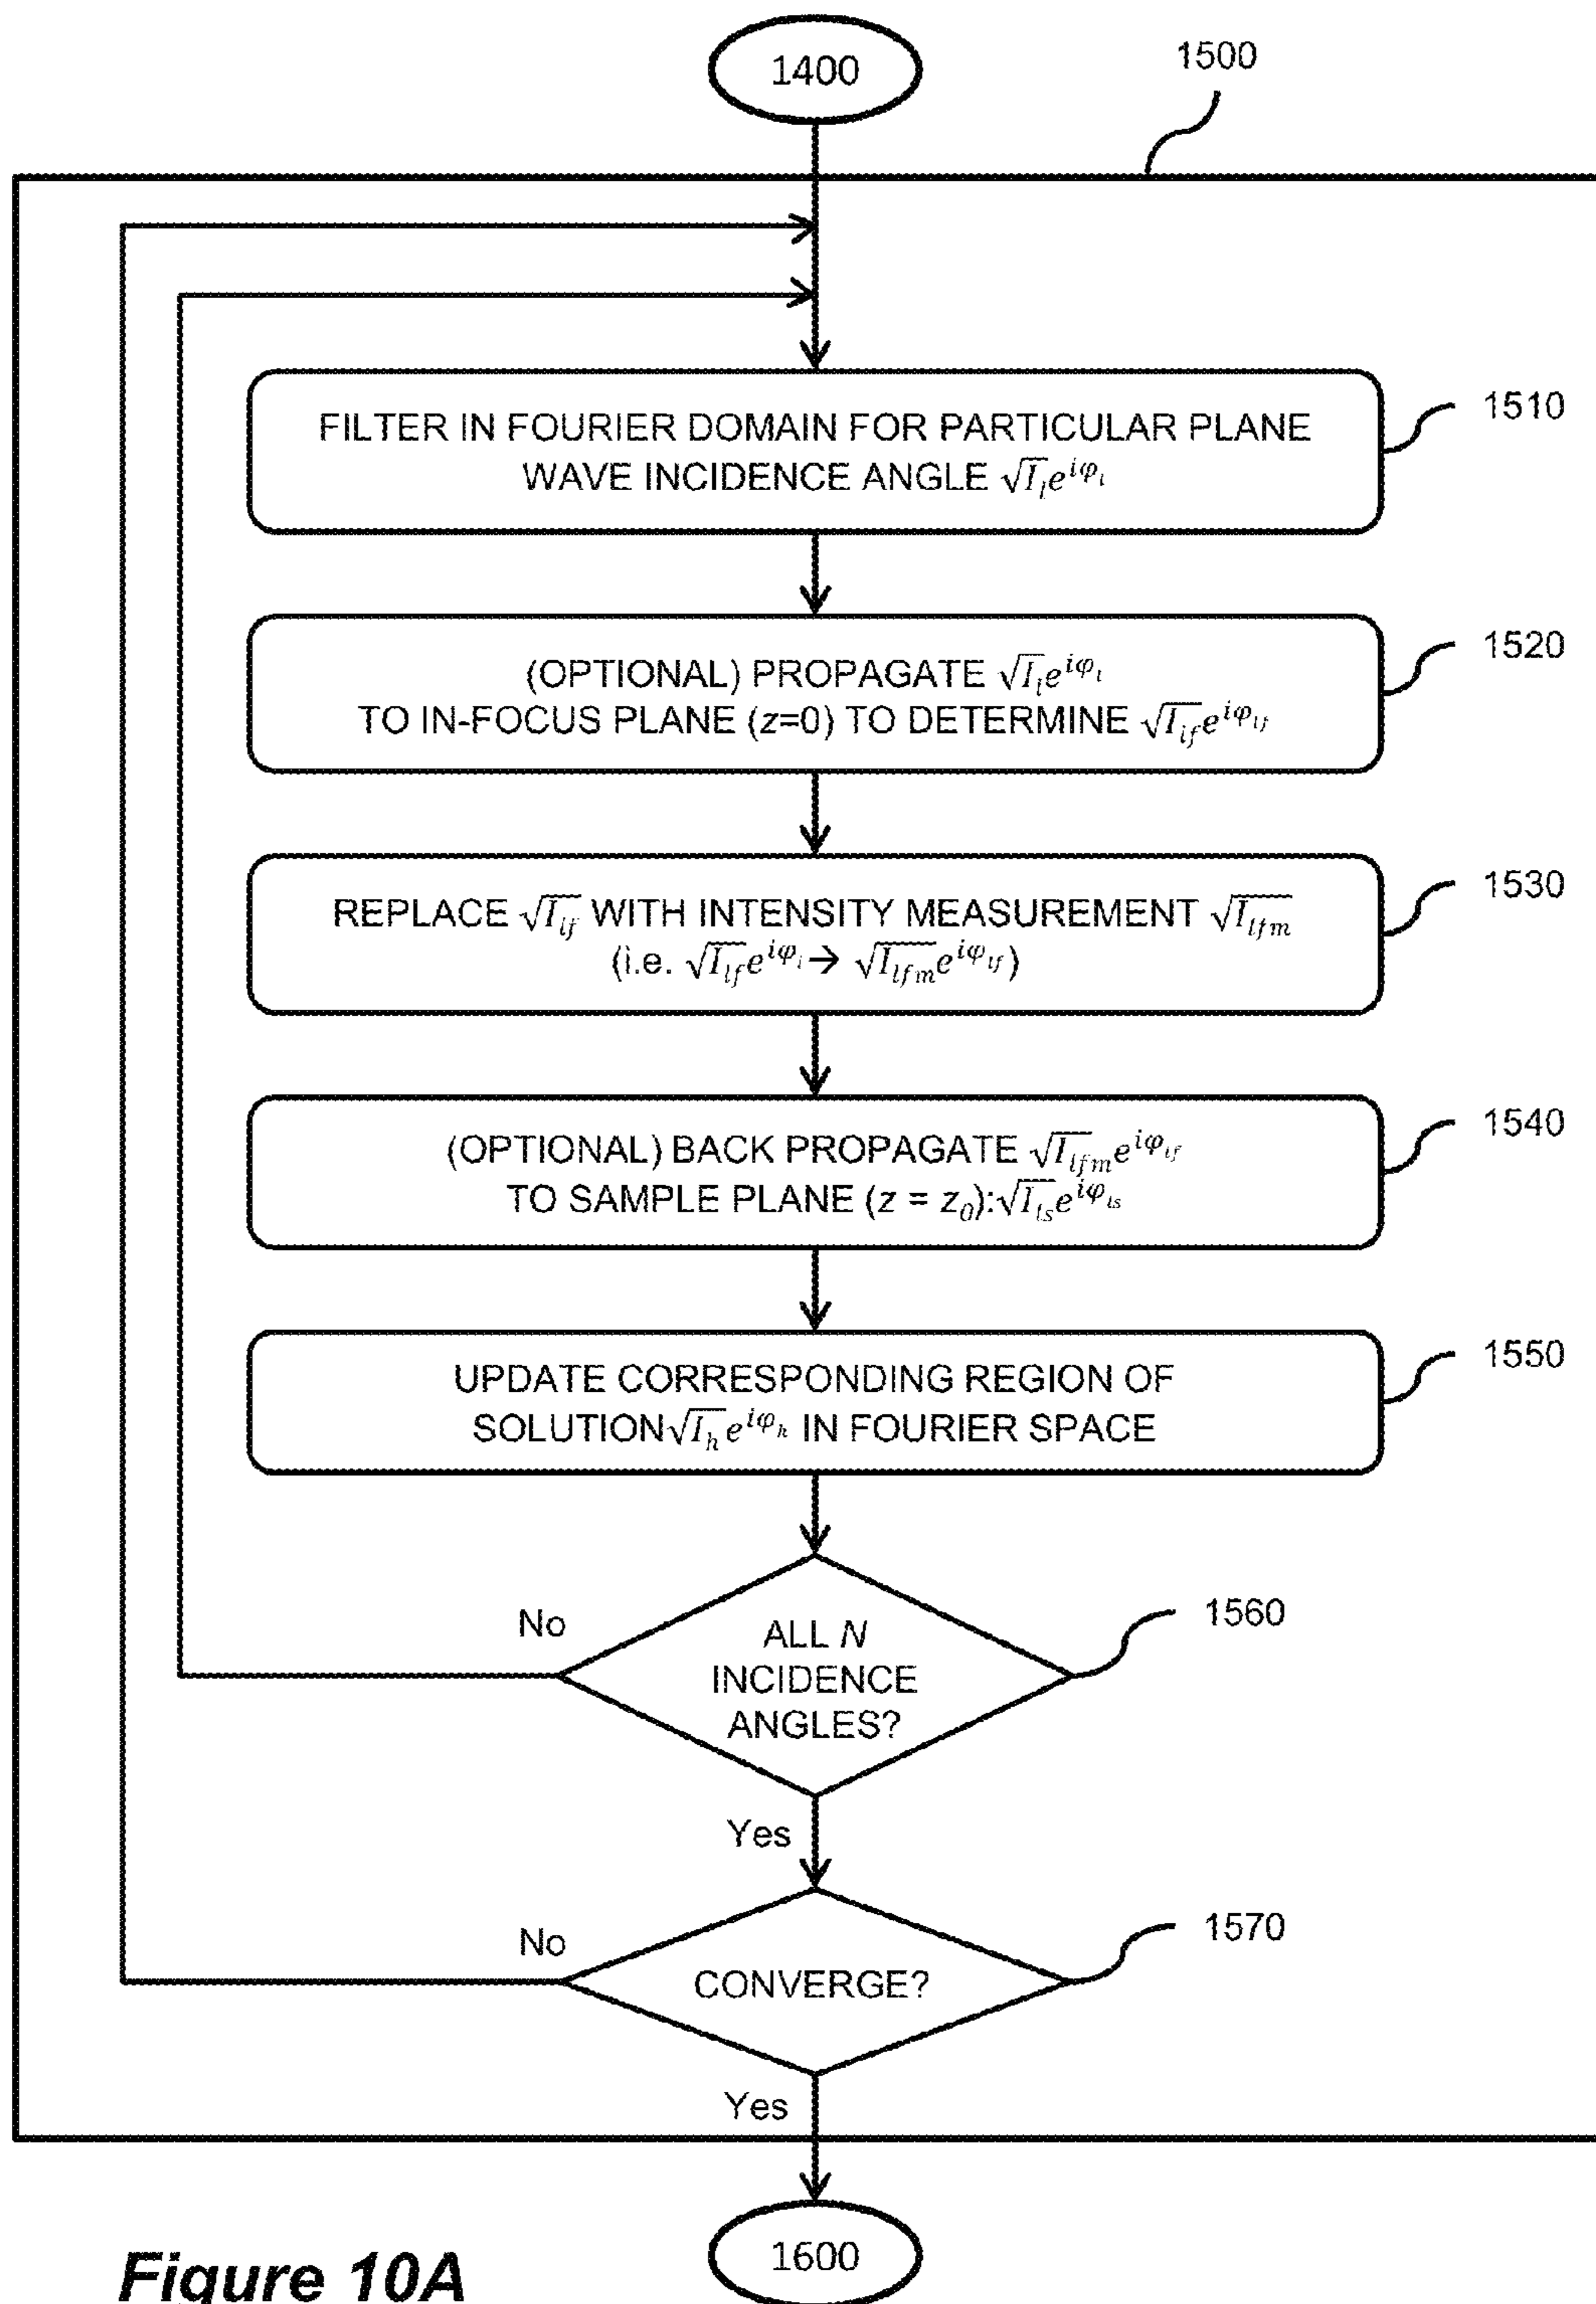 1400
1500
FILTER IN FOURIER DOMAIN FOR PARTICULAR PLANE
WAVE INCIDENCE ANGLE √I_l e^{iφ_l}
1510
(OPTIONAL) PROPAGATE √I_l e^{iφ_l}
TO IN-FOCUS PLANE (z=0) TO DETERMINE √I_{lf} e^{iφ_{lf}}
1520
REPLACE √I_{lf} WITH INTENSITY MEASUREMENT √I_{lfm}
(i.e. √I_{lf} e^{iφ_l} → √I_{lfm} e^{iφ_{lf}})
1530
(OPTIONAL) BACK PROPAGATE √I_{lfm} e^{iφ_{lf}}
TO SAMPLE PLANE (z = z_0): √I_{ls} e^{iφ_{ls}}
1540
UPDATE CORRESPONDING REGION OF
SOLUTION √I_h e^{iφ_h} IN FOURIER SPACE
1550
ALL N
INCIDENCE
ANGLES?
1560
No
Yes
CONVERGE?
1570
No
Yes
1600
Figure 10A